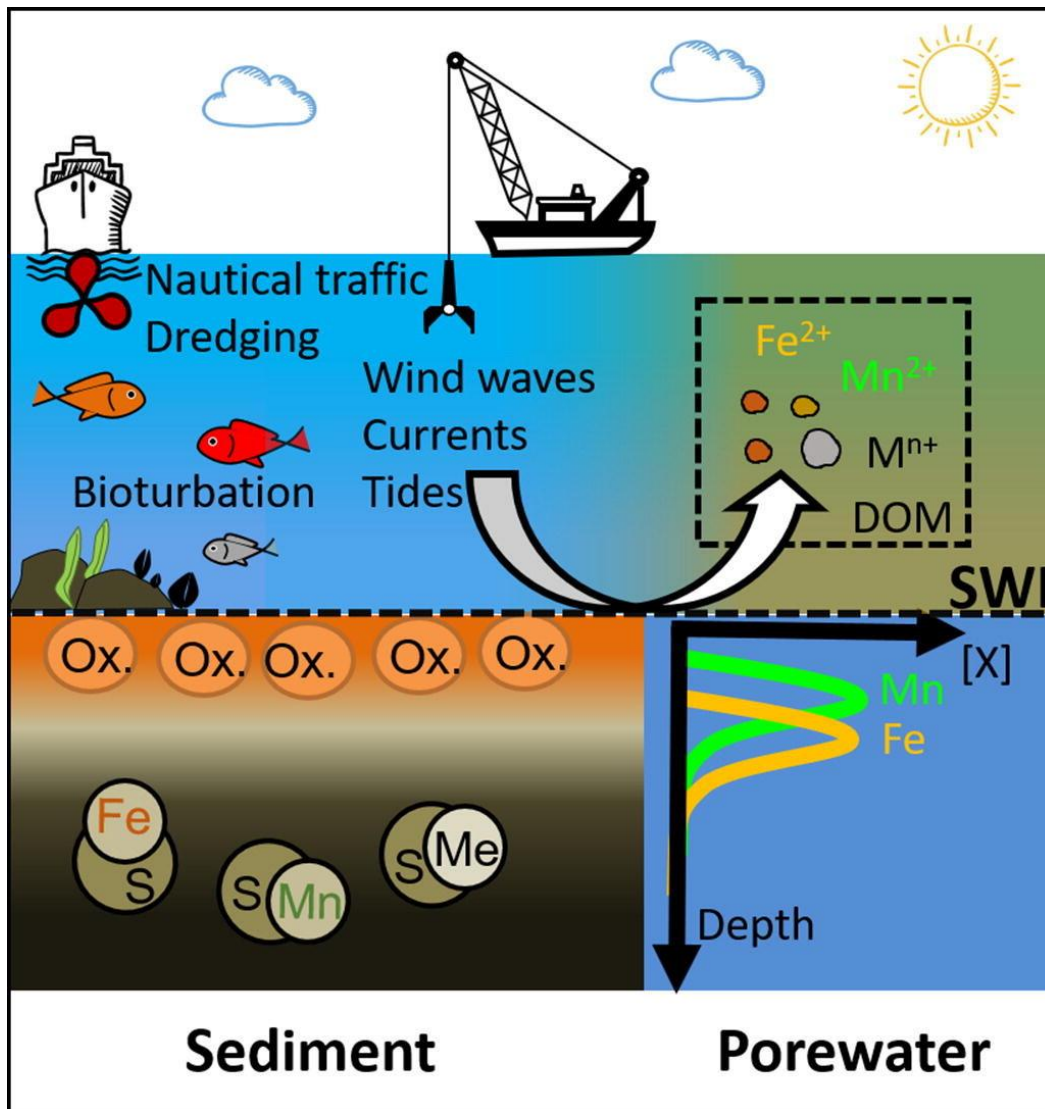 Nautical traffic
Dredging
Wind waves
Currents
Tides
Bioturbation
Fe²⁺
Mn²⁺
Mⁿ⁺
DOM
SWI
Ox.
Ox.
Ox.
Ox.
Ox.
[X]
Mn
Fe
Fe
S
S
Mn
S
Me
Depth
Sediment
Porewater